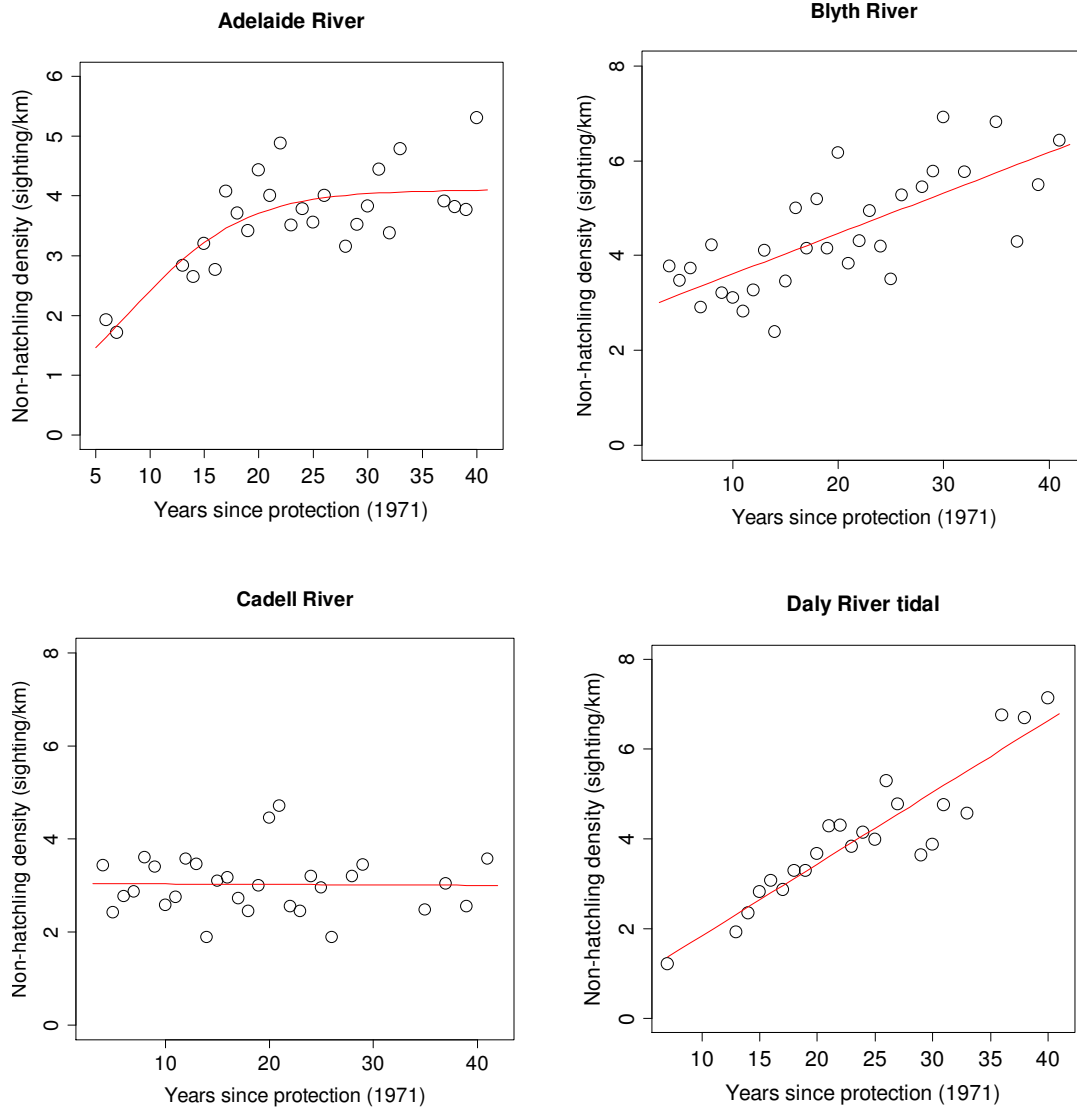 Adelaide River
Non-hatchling density (sighting/km)
6
5
4
3
2
1
0
5 10 15 20 25 30 35 40
Years since protection (1971)
Blyth River
Non-hatchling density (sighting/km)
8
6
4
2
0
10 20 30 40
Years since protection (1971)
Cadell River
Non-hatchling density (sighting/km)
8
6
4
2
0
10 20 30 40
Years since protection (1971)
Daly River tidal
Non-hatchling density (sighting/km)
8
6
4
2
0
10 15 20 25 30 35 40
Years since protection (1971)